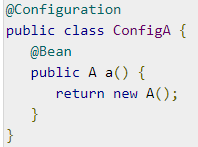 @Configuration
public class ConfigA {
    @Bean
    public A a() {
        return new A();
    }
}